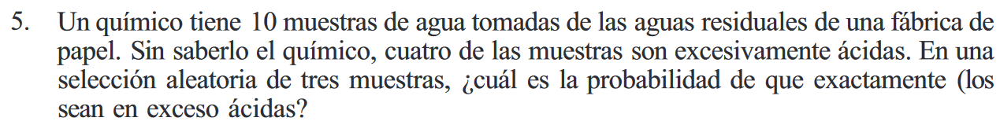 5. Un químico tiene 10 muestras de agua tomadas de las aguas residuales de una fábrica de
papel. Sin saberlo el químico, cuatro de las muestras son excesivamente ácidas. En una
selección aleatoria de tres muestras, ¿cuál es la probabilidad de que exactamente (los
sean en exceso ácidas?